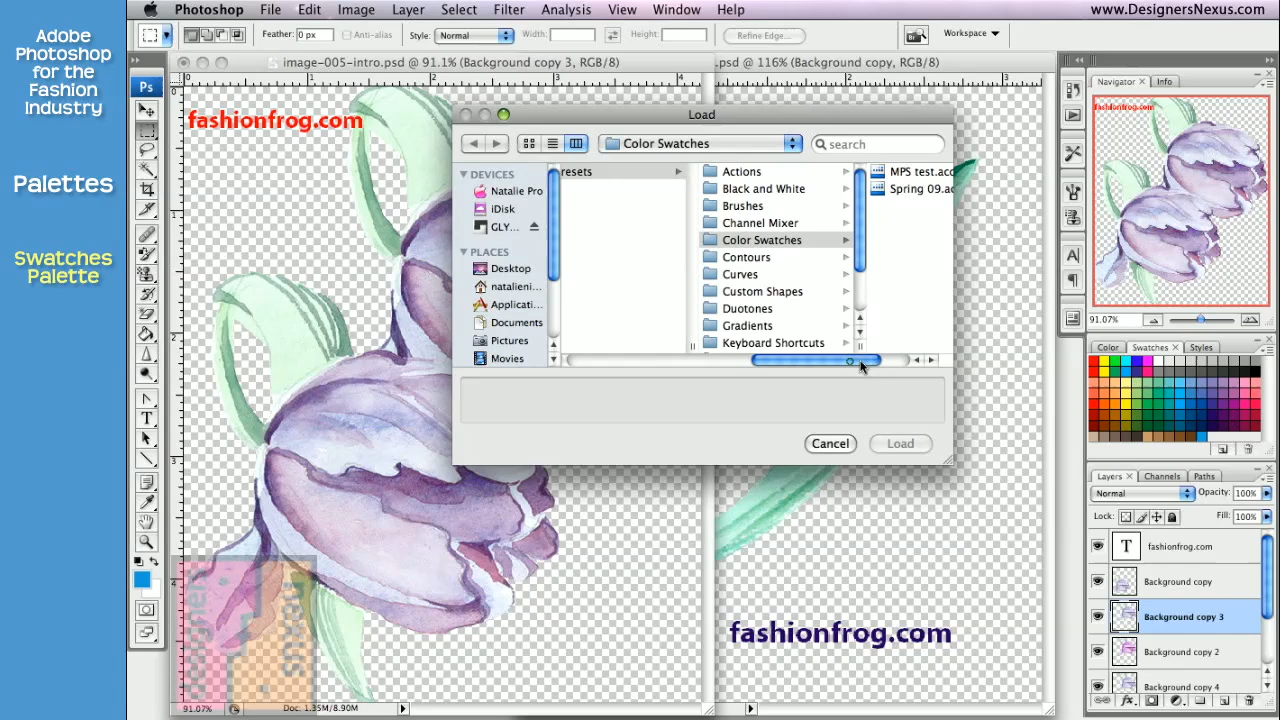 Adobe
Photoshop
for the
Fashion
Industry
Palettes
Swatches
Palette
Photoshop File Edit Image Layer Select Filter Analysis View Window Help www.DesignersNexus.com
Feather: 0 px Anti-alias Style: Normal Width: Height: Refine Edge... Workspace
image-005-intro.psd @ 91.1% (Background copy 3, RGB/8)
.psd @ 116% (Background copy, RGB/8)
Ps
fashionfrog.com
Load
Color Swatches
search
DEVICES
Natalie Pro
iDisk
GLY...
PLACES
Desktop
natalieni...
Applicati...
Documents
Pictures
Movies
resets
Actions
Black and White
Brushes
Channel Mixer
Color Swatches
Contours
Curves
Custom Shapes
Duotones
Gradients
Keyboard Shortcuts
MPS test.acc
Spring 09.ac
Cancel Load
fashionfrog.com
designers
nexus
91.07% Doc: 1.35M/8.90M
Navigator Info
fashionfrog.com
91.07%
Color Swatches Styles
Layers Channels Paths
Normal Opacity: 100%
Lock: Fill: 100%
T fashionfrog.com
Background copy
Background copy 3
Background copy 2
Background copy 4